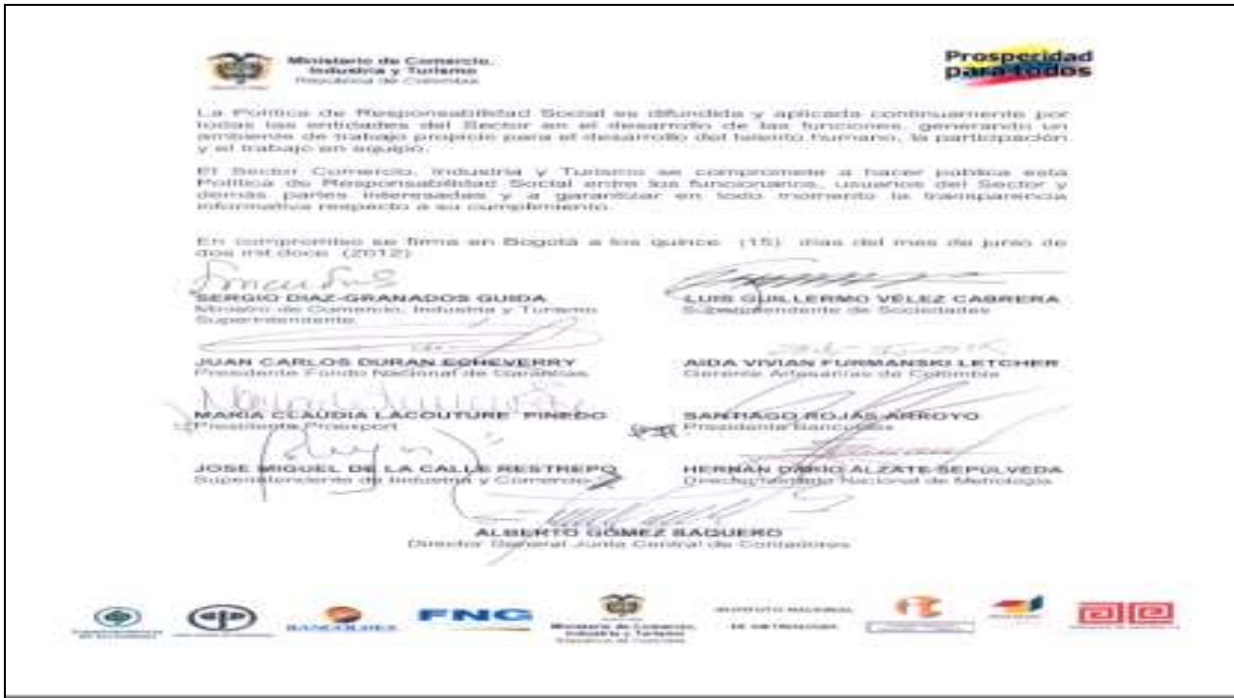 Ministerio de Comercio,
Industria y Turismo
República de Colombia
Prosperidad
para todos
La Política de Responsabilidad Social es difundida y aplicada continuamente por
todas las entidades del Sector en el desarrollo de las funciones, generando un
ambiente de trabajo propicio para el desarrollo del talento humano, la participación
y el trabajo en equipo.
El Sector Comercio, Industria y Turismo se compromete a hacer pública esta
Política de Responsabilidad Social entre los funcionarios, usuarios del Sector y
demás partes interesadas y a garantizar en todo momento la transparencia
informativa respecto a su cumplimiento.
En compromiso se firma en Bogotá a los quince (15) días del mes de junio de
dos mil doce (2012)
SERGIO DIAZ-GRANADOS GUIDA
Ministro de Comercio, Industria y Turismo
Superintendente
LUIS GUILLERMO VÉLEZ CABRERA
Superintendente de Sociedades
JUAN CARLOS DURAN ECHEVERRY
Presidente Fondo Nacional de Garantías
AIDA VIVIAN FURMANSKI LETCHER
Gerente Artesanías de Colombia
MARIA CLAUDIA LACOUTURE PINEDO
Presidenta Proexport
SANTIAGO ROJAS ARROYO
Presidente Bancoldex
JOSE MIGUEL DE LA CALLE RESTREPO
Superintendente de Industria y Comercio
HERNAN DARIO ALZATE SEPULVEDA
Director Instituto Nacional de Metrología
ALBERTO GÓMEZ BAQUERO
Director General Junta Central de Contadores
BANCOLDEX
FNG
Ministerio de Comercio,
Industria y Turismo
República de Colombia
INSTITUTO NACIONAL
DE METROLOGIA